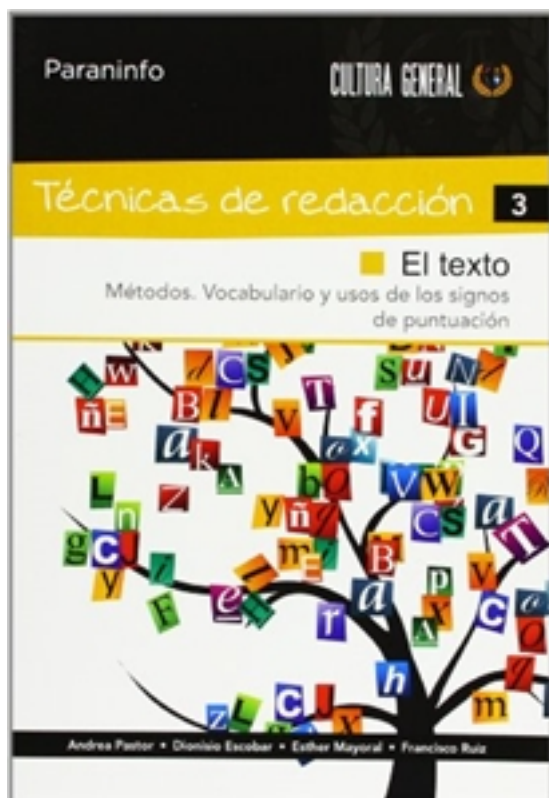 Paraninfo
CULTURA GENERAL
Técnicas de redacción 3
El texto
Métodos. Vocabulario y usos de los signos
de puntuación
Andrea Pastor • Dionisio Escobar • Esther Mayoral • Francisco Ruiz